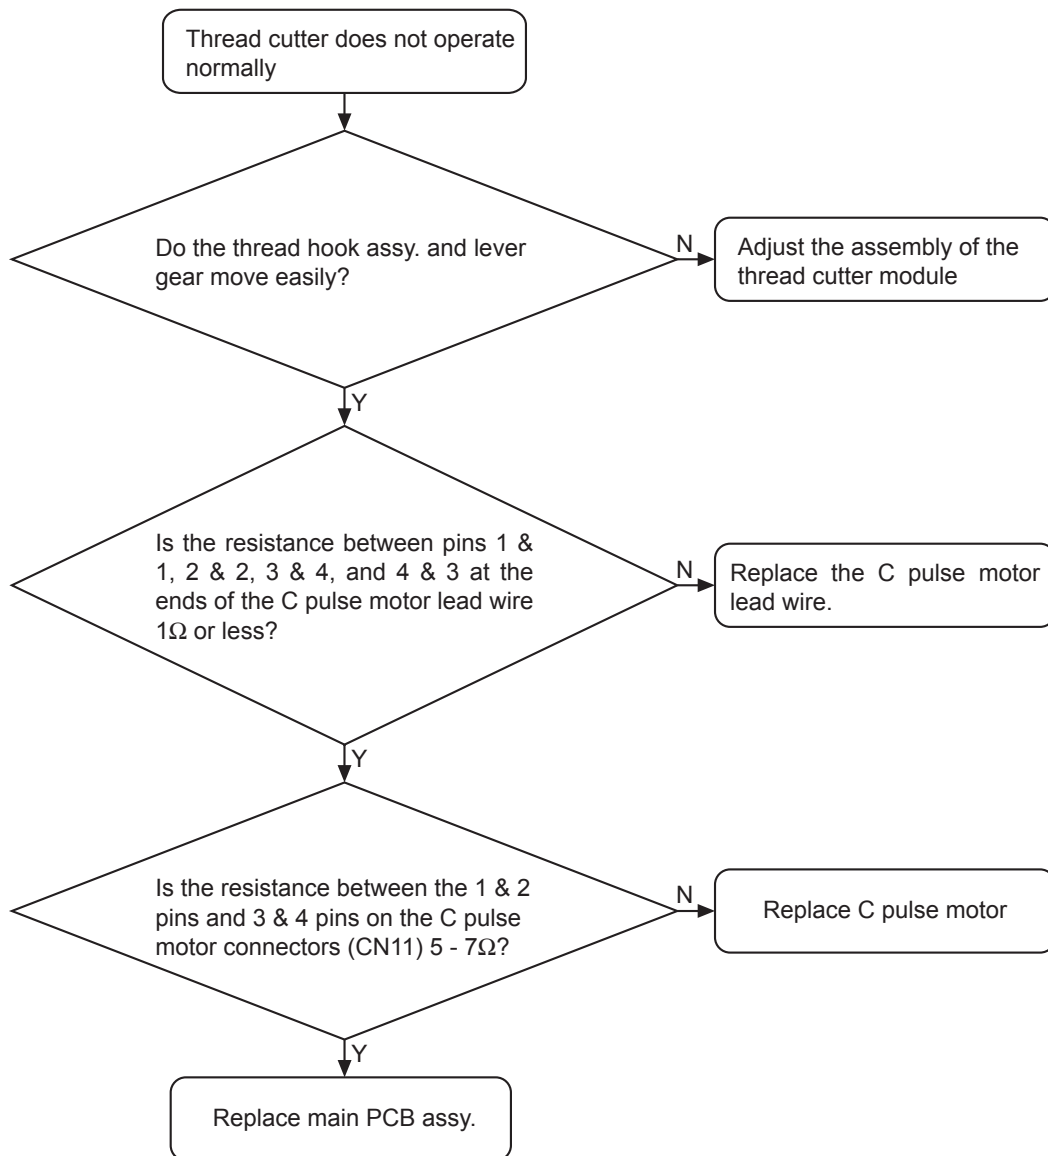 Thread cutter does not operate
normally
Do the thread hook assy. and lever
gear move easily?
N
Adjust the assembly of the
thread cutter module
Y
Is the resistance between pins 1 &
1, 2 & 2, 3 & 4, and 4 & 3 at the
ends of the C pulse motor lead wire
1Ω or less?
N
Replace the C pulse motor
lead wire.
Y
Is the resistance between the 1 & 2
pins and 3 & 4 pins on the C pulse
motor connectors (CN11) 5 - 7Ω?
N
Replace C pulse motor
Y
Replace main PCB assy.